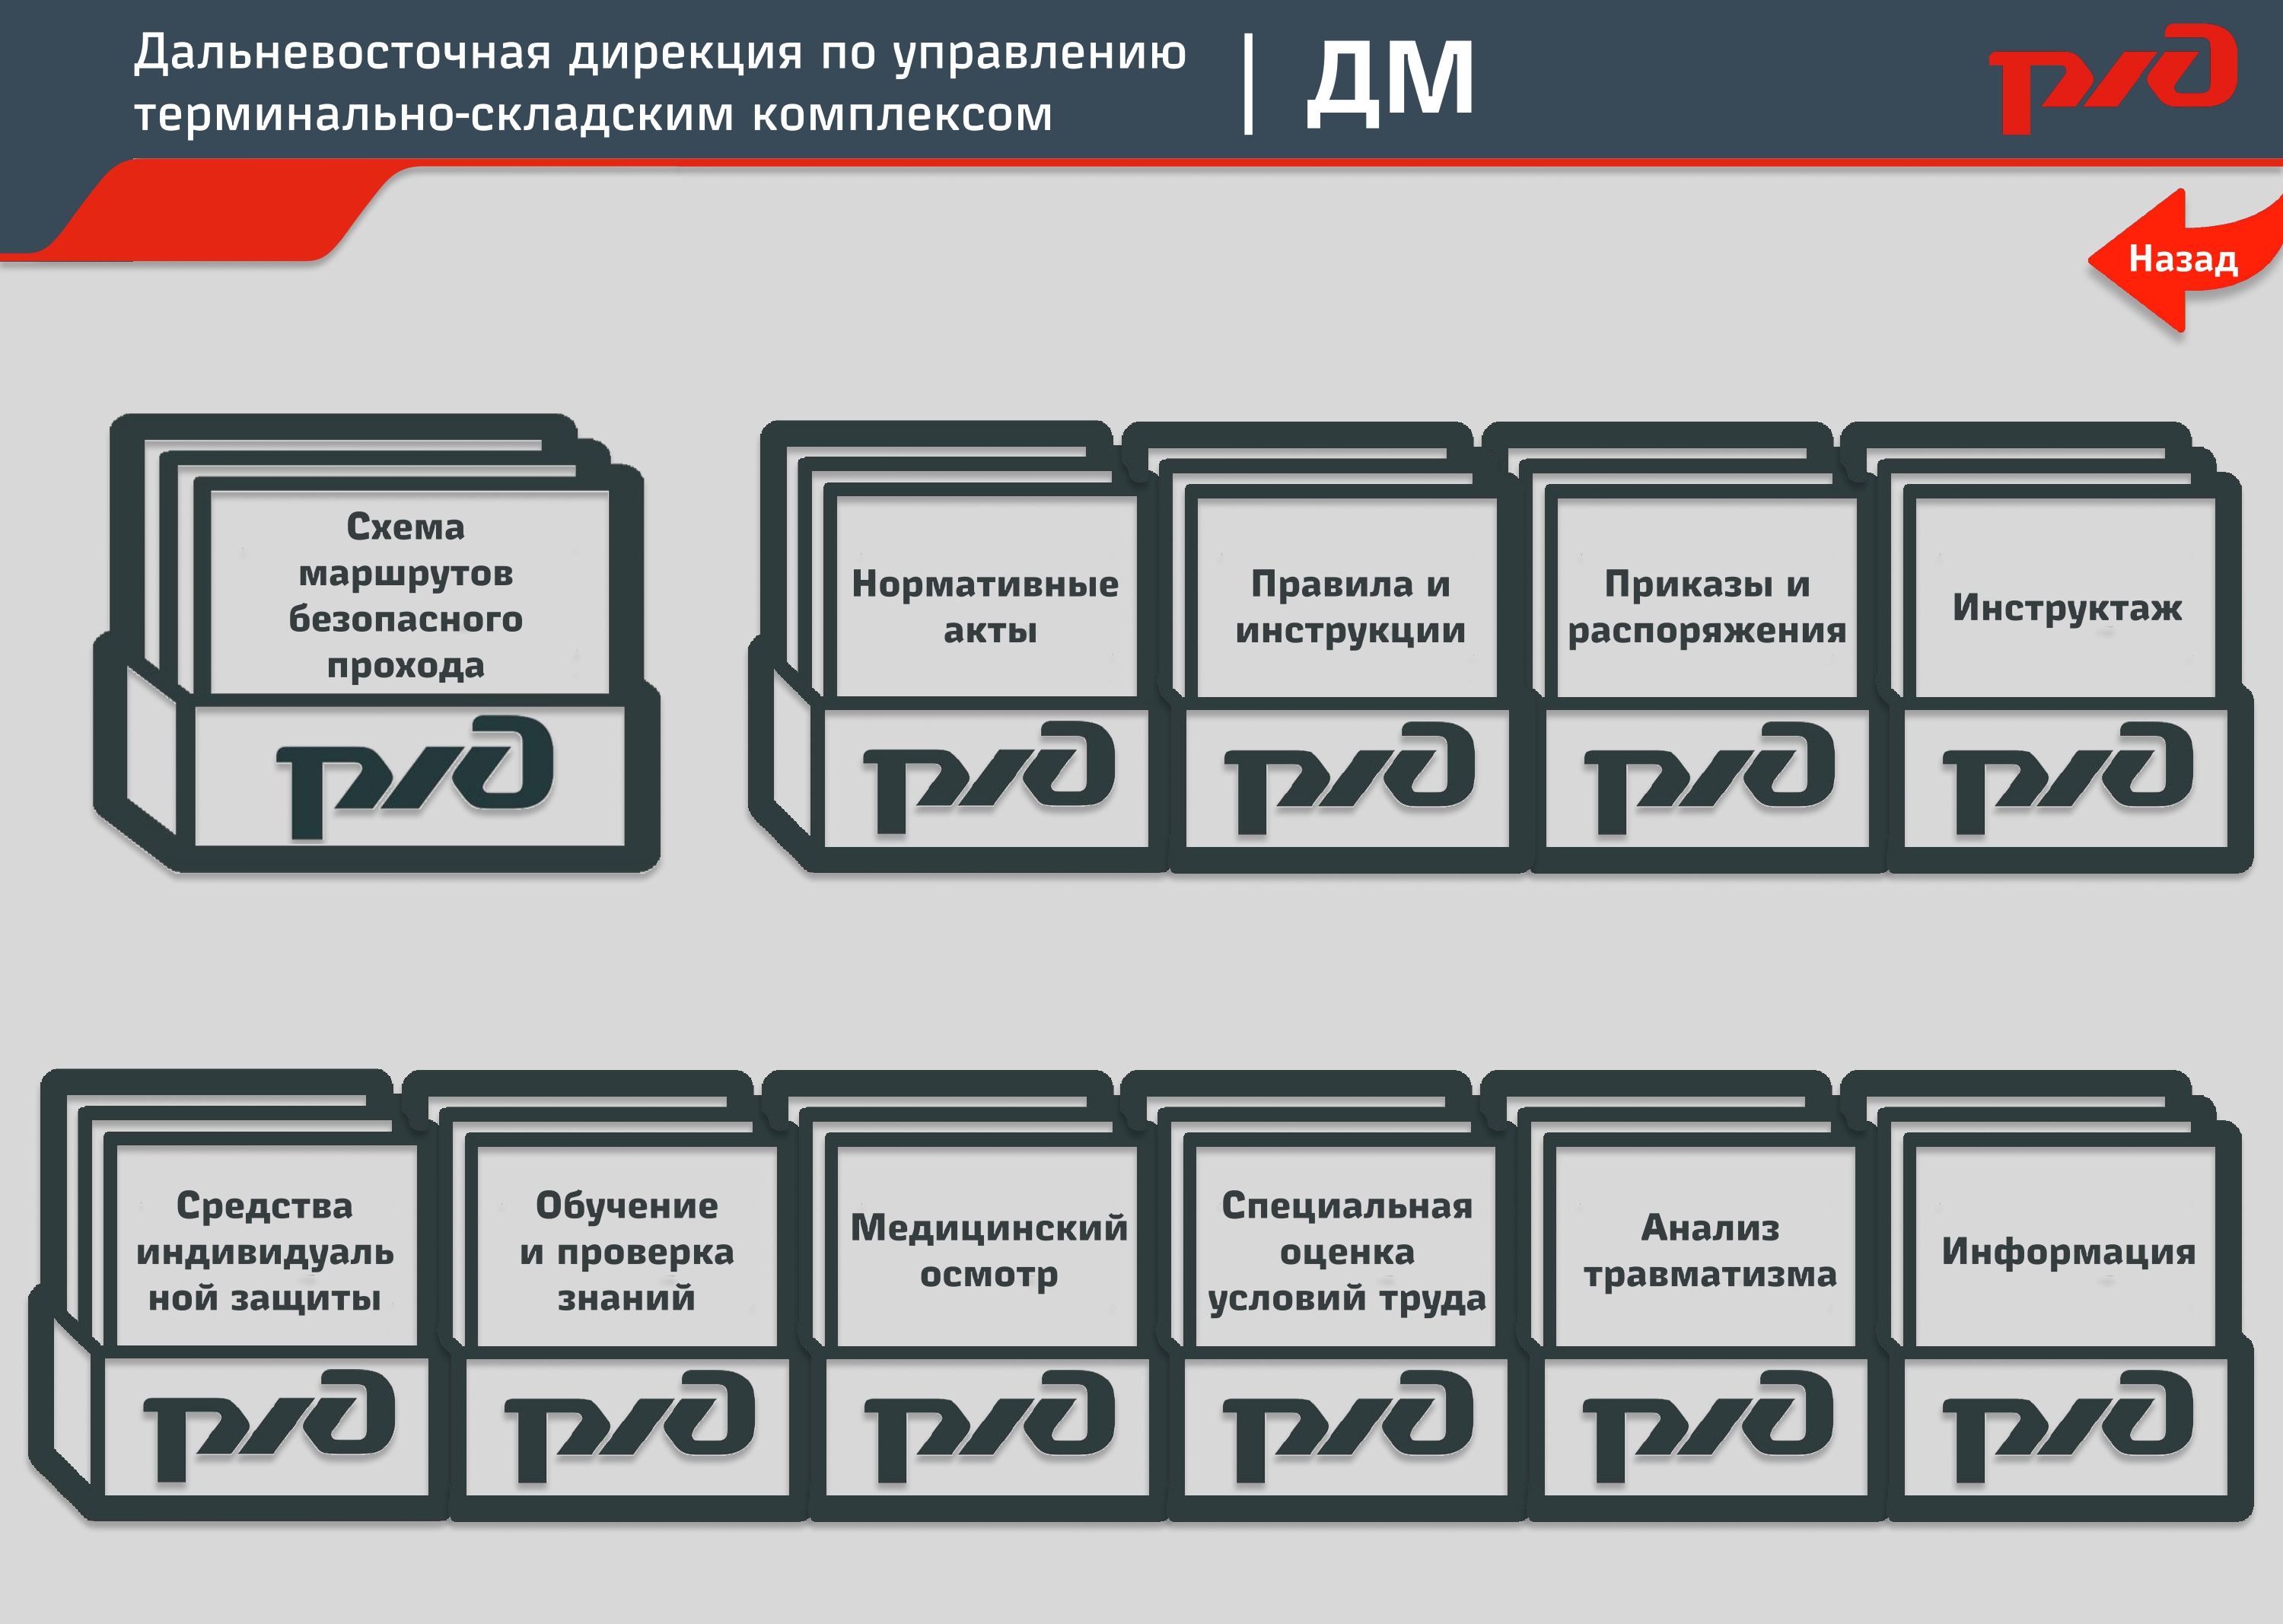 Дальневосточная дирекция по управлению
терминально-складским комплексом
ДМ
ржд
Назад
Схема
маршрутов
безопасного
прохода
ржд
Нормативные
акты
ржд
Правила и
инструкции
ржд
Приказы и
распоряжения
ржд
Инструктаж
ржд
Средства
индивидуаль
ной защиты
ржд
Обучение
и проверка
знаний
ржд
Медицинский
осмотр
ржд
Специальная
оценка
условий труда
ржд
Анализ
травматизма
ржд
Информация
ржд